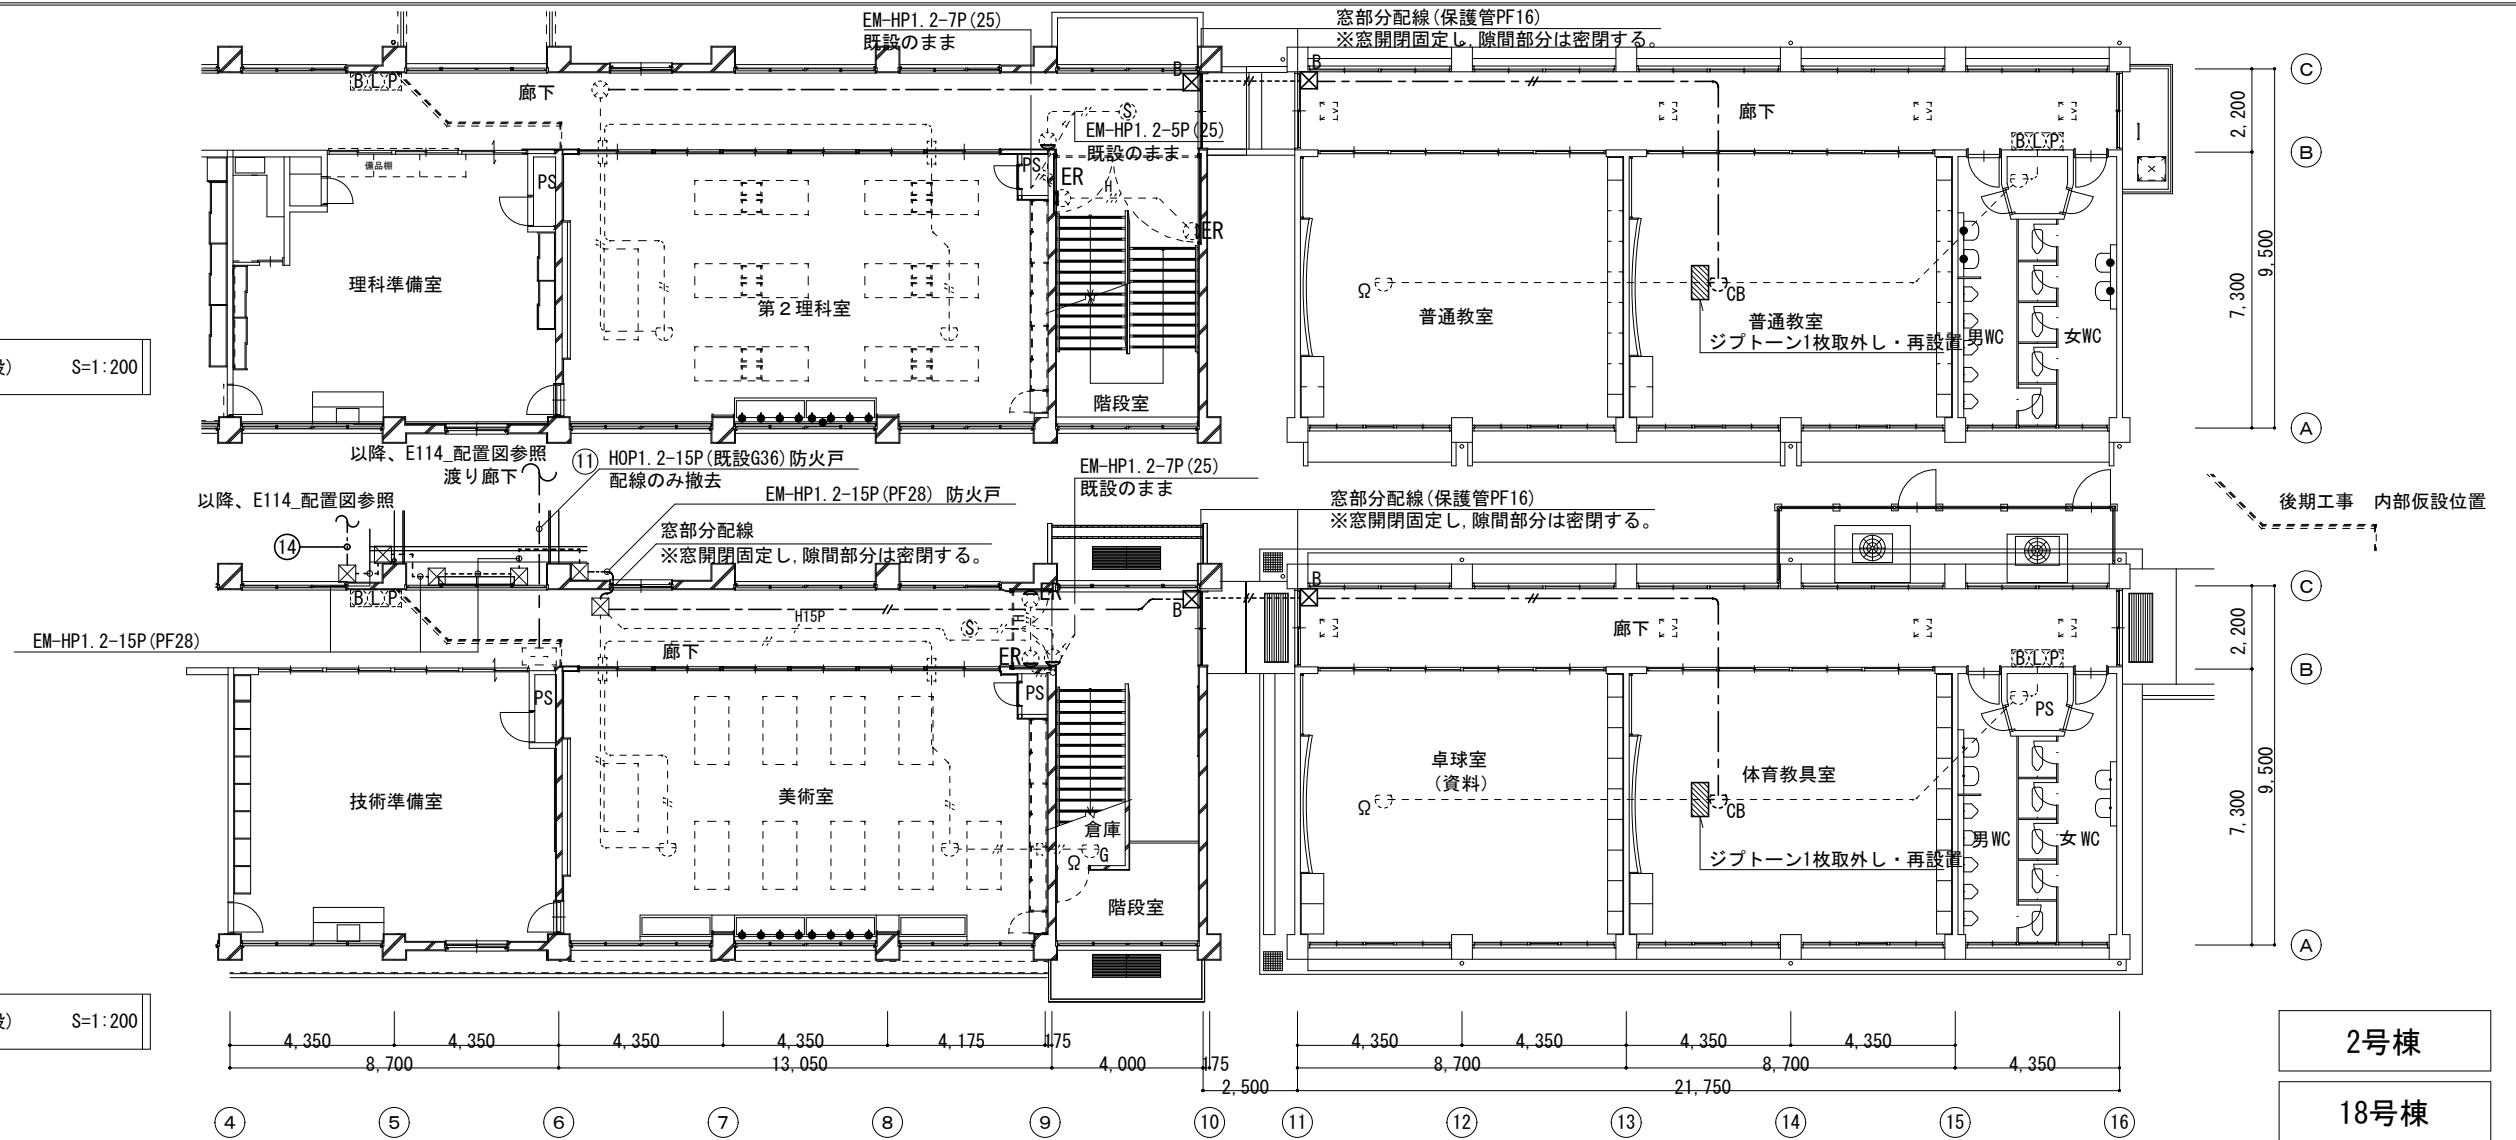 EM-HP1.2-7P(25)
既設のまま
窓部分配線(保護管PF16)
※窓開閉固定し,隙間部分は密閉する。
B
B
C
B L P
廊下
S
廊下
2,200
EM-HP1.2-5P(25)
既設のまま
B L P
B
備品棚
PS
PS
ER
H
ER
9,500
7,300
理科準備室
第２理科室
Ω
CB
普通教室
普通教室
ジプトーン1枚取外し・再設置
男WC
女WC
段) S=1:200
階段室
A
以降、E114_配置図参照
渡り廊下
11
HOP1.2-15P(既設G36)防火戸
配線のみ撤去
EM-HP1.2-7P(25)
既設のまま
以降、E114_配置図参照
EM-HP1.2-15P(PF28) 防火戸
窓部分配線(保護管PF16)
※窓開閉固定し,隙間部分は密閉する。
後期工事 内部仮設位置
14
窓部分配線
※窓開閉固定し,隙間部分は密閉する。
B
C
B L P
ER
B
H
H15P
S
廊下
2,200
EM-HP1.2-15P(PF28)
廊下
ER
B L P
B
PS
PS
PS
9,500
7,300
技術準備室
美術室
卓球室
(資料)
体育教具室
Ω
CB
倉庫
男WC
女WC
Ω
G
ジプトーン1枚取外し・再設置
階段室
A
段) S=1:200
4,350 4,350 4,350 4,350 4,175 175 4,350 4,350 4,350 4,350
8,700 13,050 4,000 175 8,700 8,700 4,350
2,500 21,750
2号棟
18号棟
4 5 6 7 8 9 10 11 12 13 14 15 16